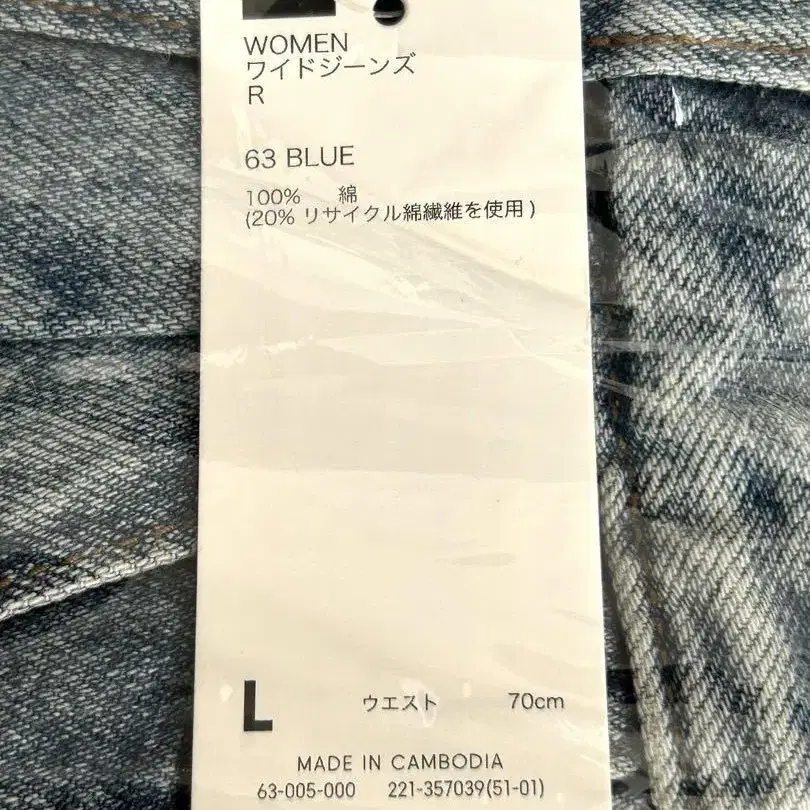 WOMEN
ワイドジーンズ
R
63 BLUE
100% 綿
(20% リサイクル綿繊維を使用)
L ウエスト 70cm
MADE IN CAMBODIA
63-005-000 221-357039(51-01)